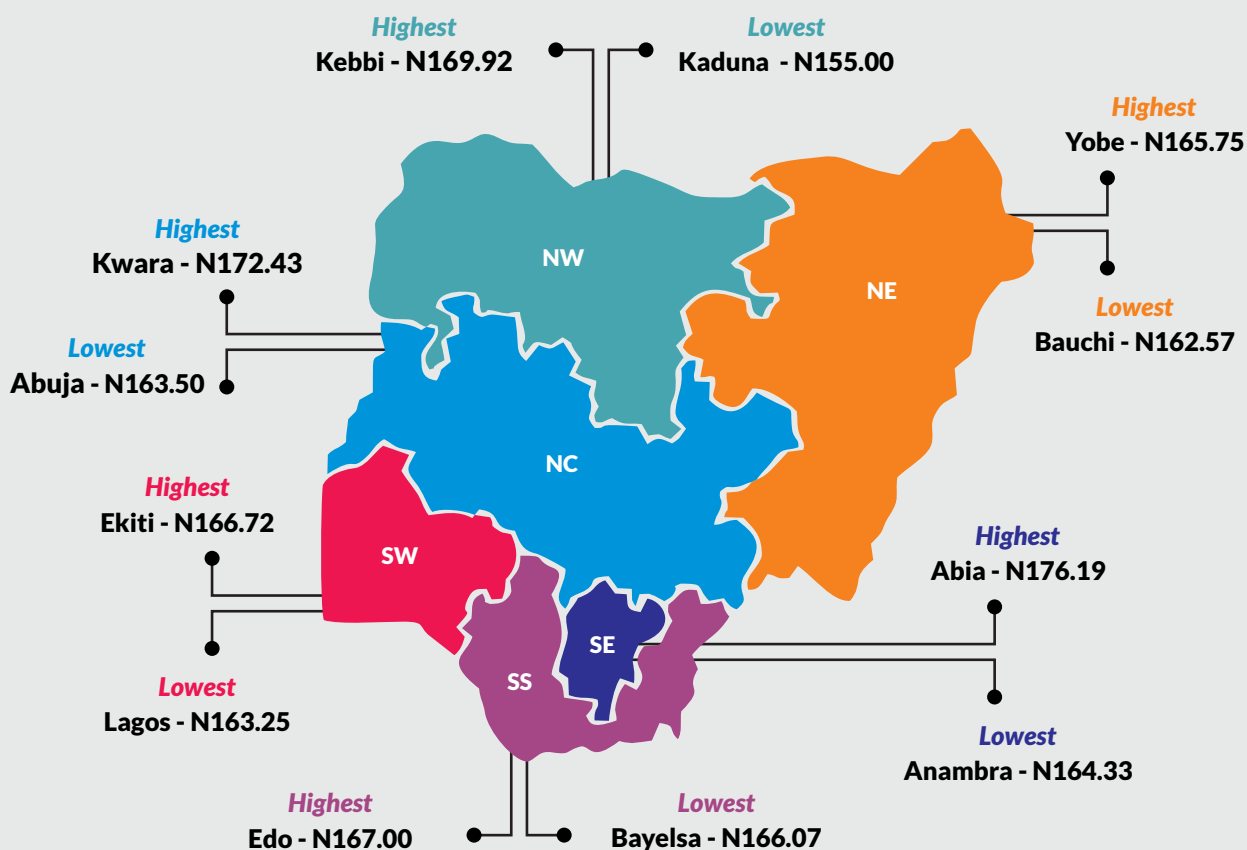 Highest
Kebbi - N169.92
Lowest
Kaduna - N155.00
Highest
Yobe - N165.75
Highest
Kwara - N172.43
NW
NE
Lowest
Bauchi - N162.57
Lowest
Abuja - N163.50
NC
Highest
Ekiti - N166.72
SW
Highest
Abia - N176.19
SE
SS
Lowest
Lagos - N163.25
Lowest
Anambra - N164.33
Highest
Edo - N167.00
Lowest
Bayelsa - N166.07